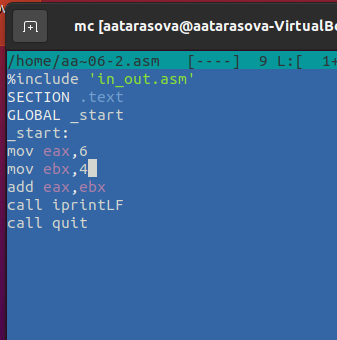 mc [aatarasova@aatarasova-VirtualBo
/home/aa~06-2.asm [----] 9 L:[ 1+
%include 'in_out.asm'
SECTION .text
GLOBAL _start
_start:
mov eax,6
mov ebx,4
add eax,ebx
call iprintLF
call quit